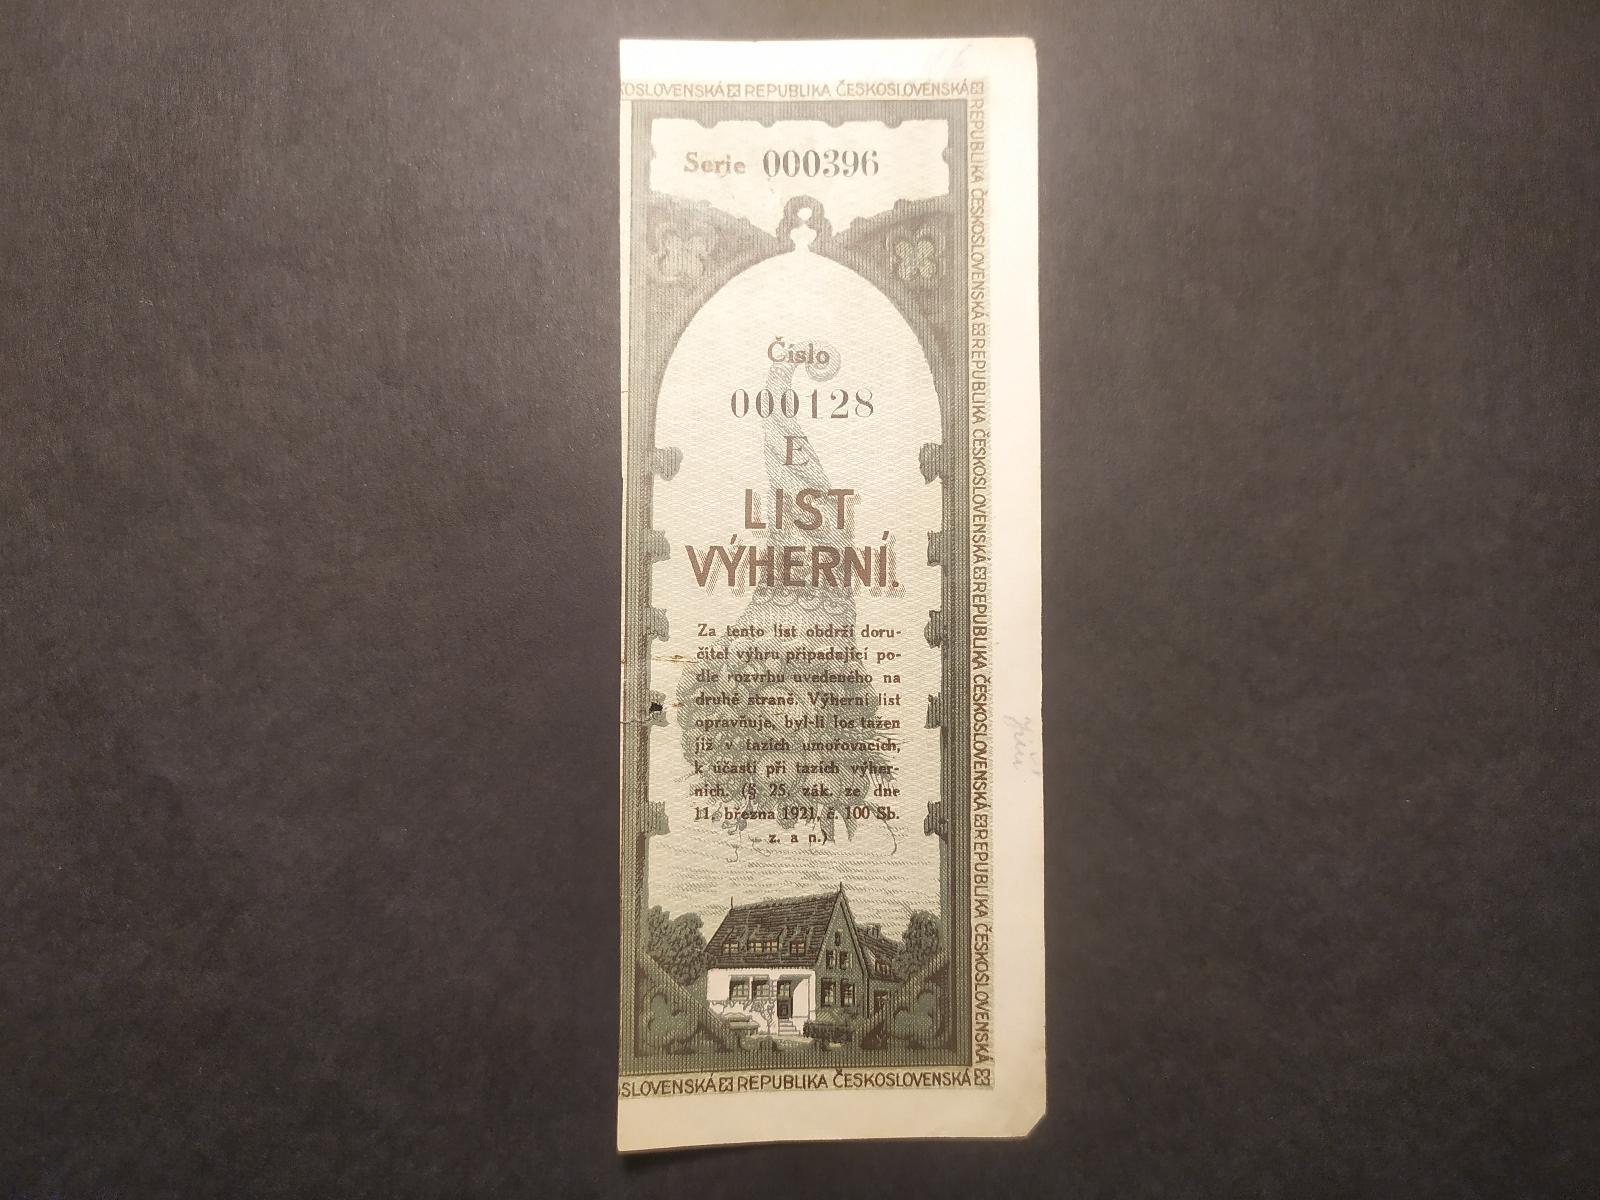 REPUBLIKA ČESKOSLOVENSKÁ
Serie 000396
Číslo
000128
E
LIST
VÝHERNÍ.
Za tento list obdrží doru-
čitel výhru připadající po-
dle rozvrhu uvedeného na
druhé straně. Výherní list
opravňuje, byl-li los tažen
již v tazích umořovacích,
k účasti při tazích výher-
ních. (§ 25. zák. ze dne
11. března 1921, č. 100 Sb.
z. a n.)
REPUBLIKA ČESKOSLOVENSKÁ REPUBLIKA ČESKOSLOVENSKÁ REPUBLIKA ČESKOSLOVENSKÁ REPUBLIKA ČESKOSLOVENSKÁ
SLOVENSKÁ REPUBLIKA ČESKOSLOVENSKÁ